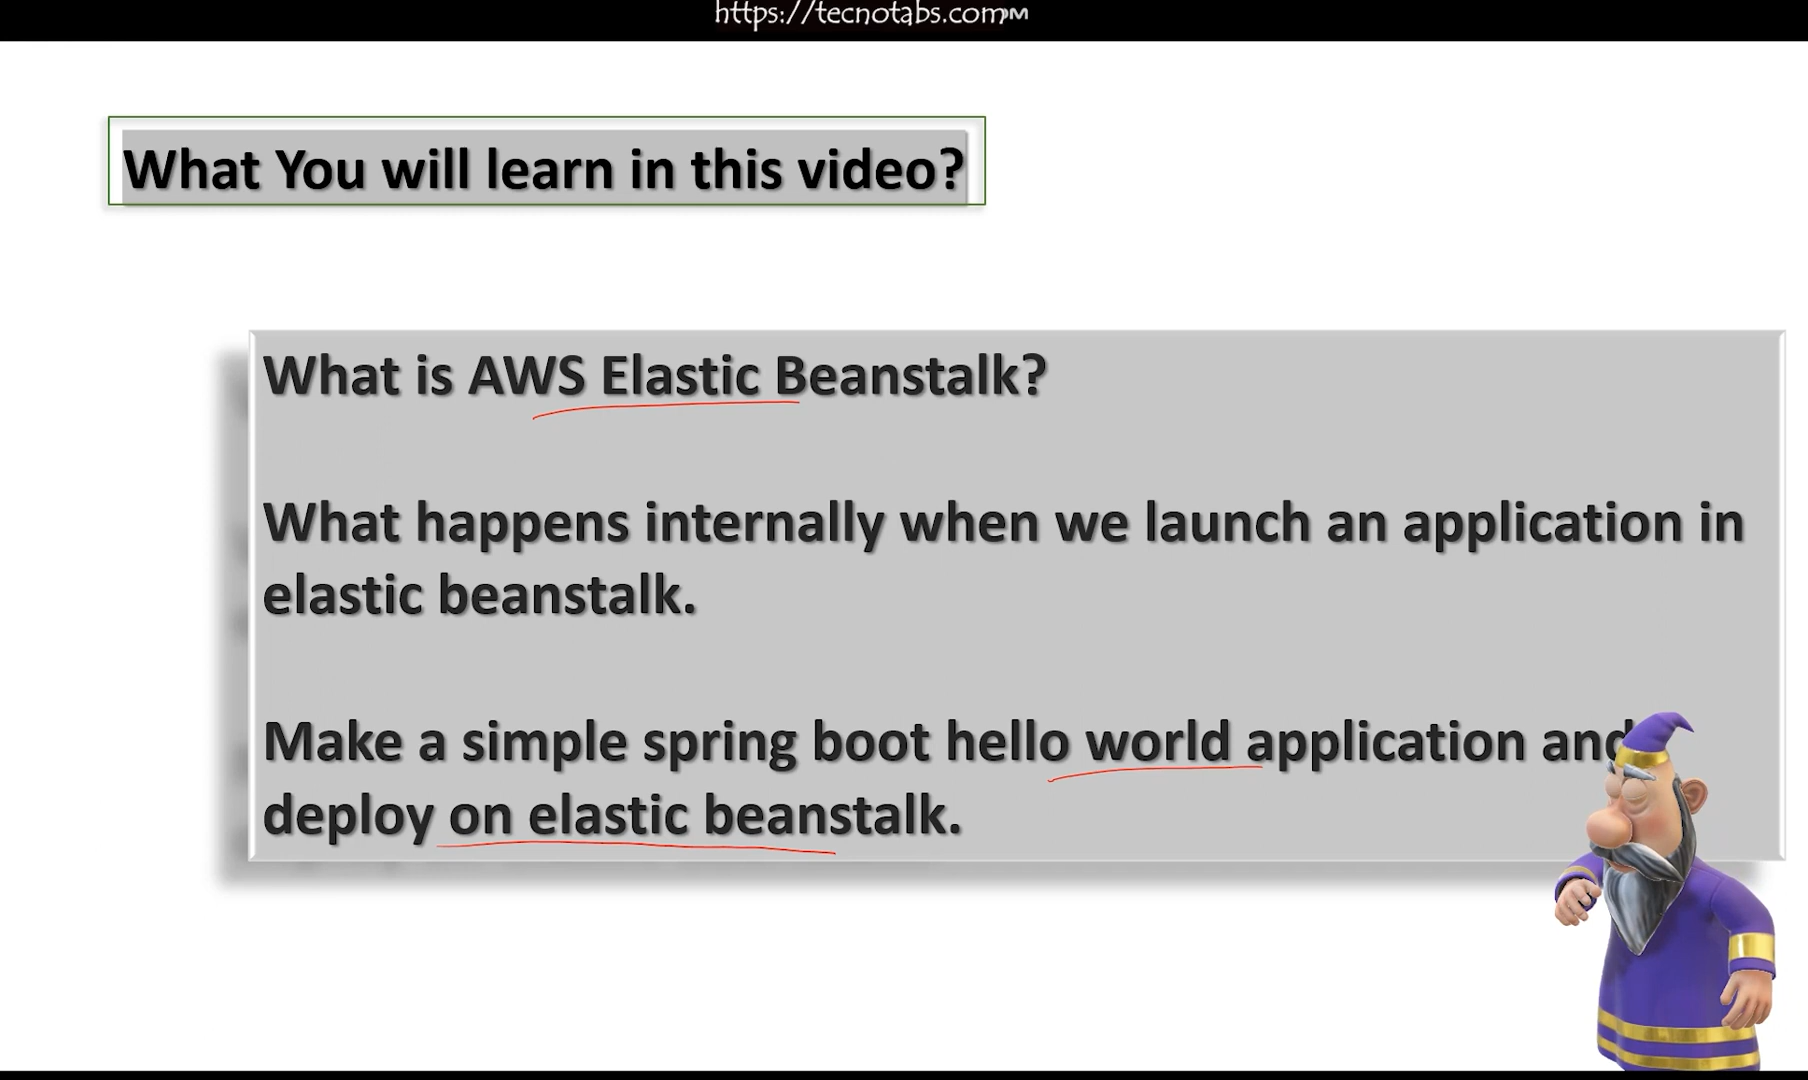 https://tecnotabs.com™
What You will learn in this video?
What is AWS Elastic Beanstalk?
What happens internally when we launch an application in
elastic beanstalk.
Make a simple spring boot hello world application and
deploy on elastic beanstalk.